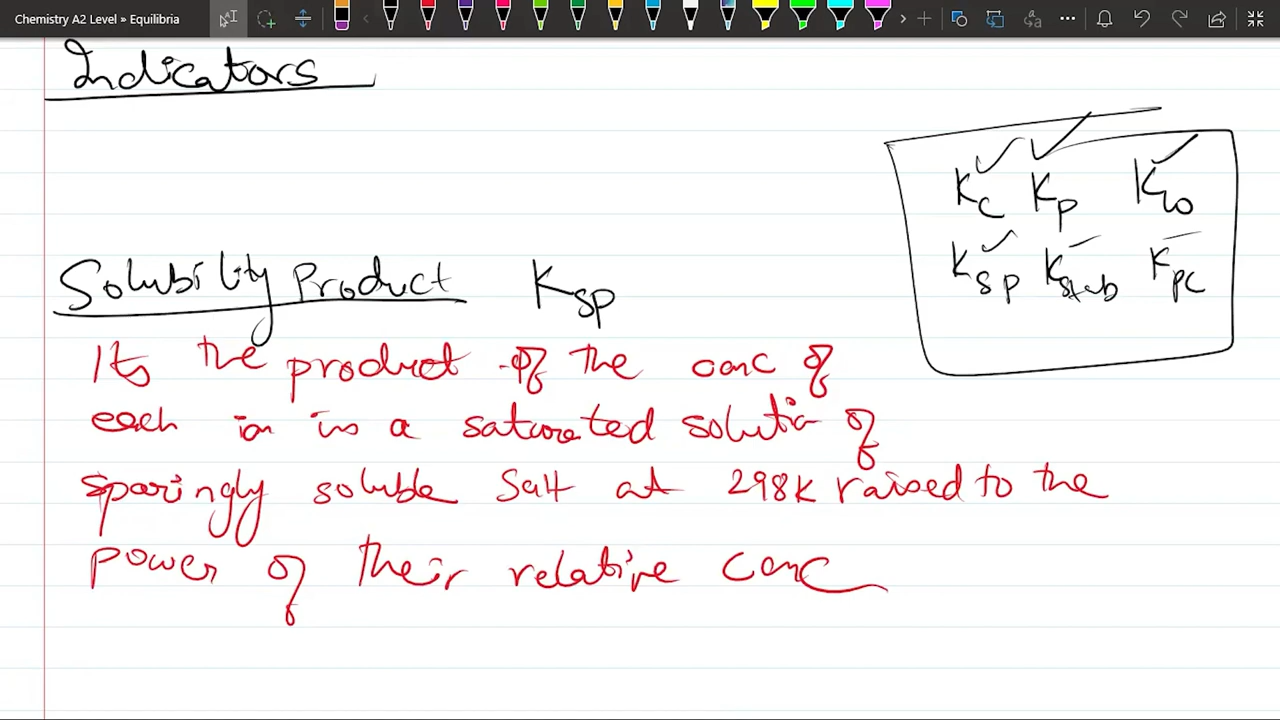 Chemistry A2 Level » Equilibria
Indicators
Kc Kp Kw
Ksp Kstab Kpc
Solubility Product Ksp
Its the product of the conc of
each ion in a saturated solution of
sparingly soluble salt at 298K raised to the
power of their relative conc